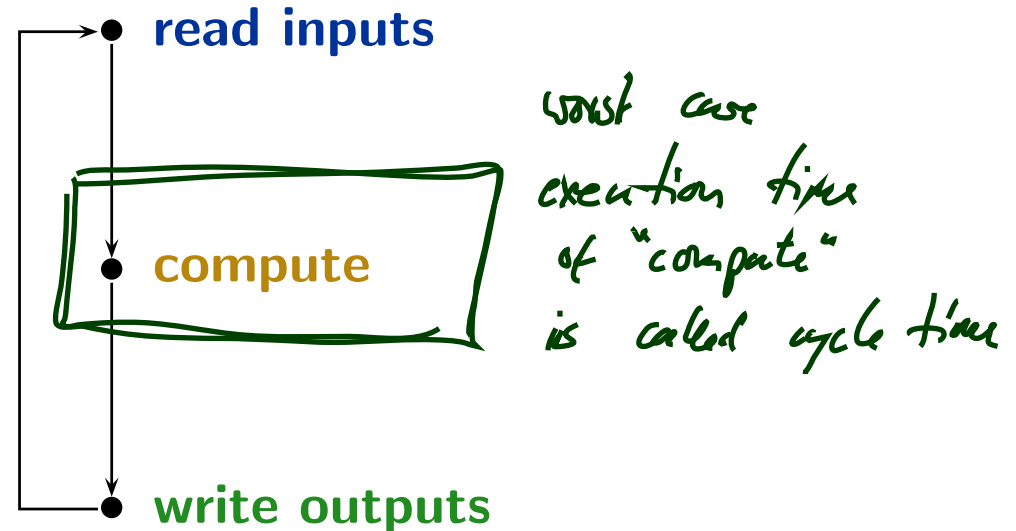 read inputs
worst case
execution time
compute
of "compute"
is called cycle time
write outputs